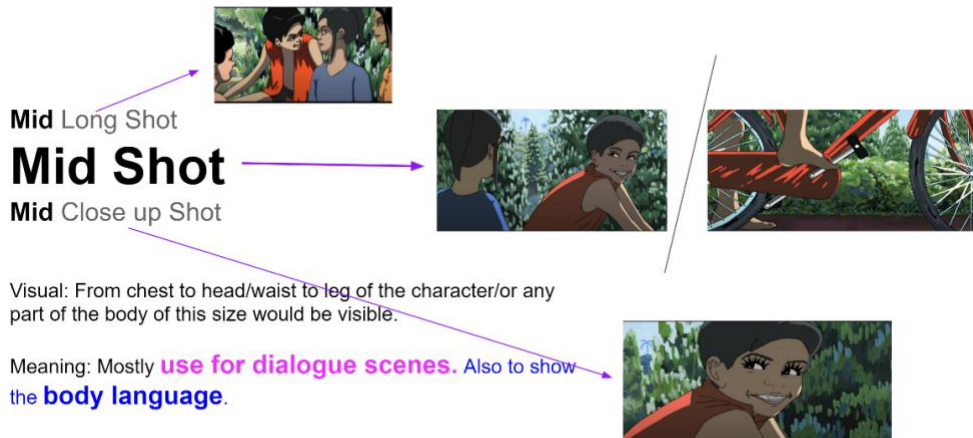 Mid Long Shot
Mid Shot
Mid Close up Shot
Visual: From chest to head/waist to leg of the character/or any
part of the body of this size would be visible.
Meaning: Mostly use for dialogue scenes. Also to show
the body language.